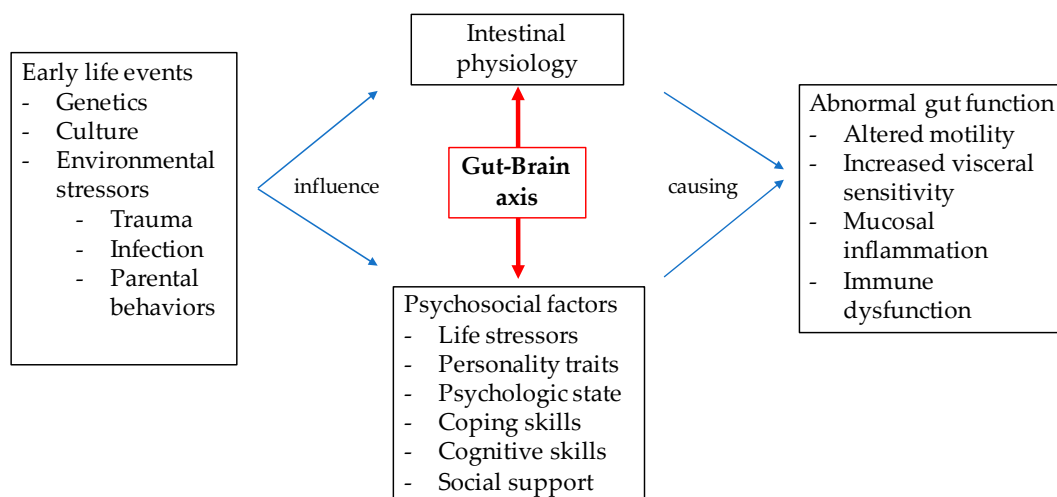 Early life events
- Genetics
- Culture
- Environmental
stressors
- Trauma
- Infection
- Parental
behaviors
influence
Intestinal
physiology
Gut-Brain
axis
Psychosocial factors
- Life stressors
- Personality traits
- Psychologic state
- Coping skills
- Cognitive skills
- Social support
causing
Abnormal gut function
- Altered motility
- Increased visceral
sensitivity
- Mucosal
inflammation
- Immune
dysfunction